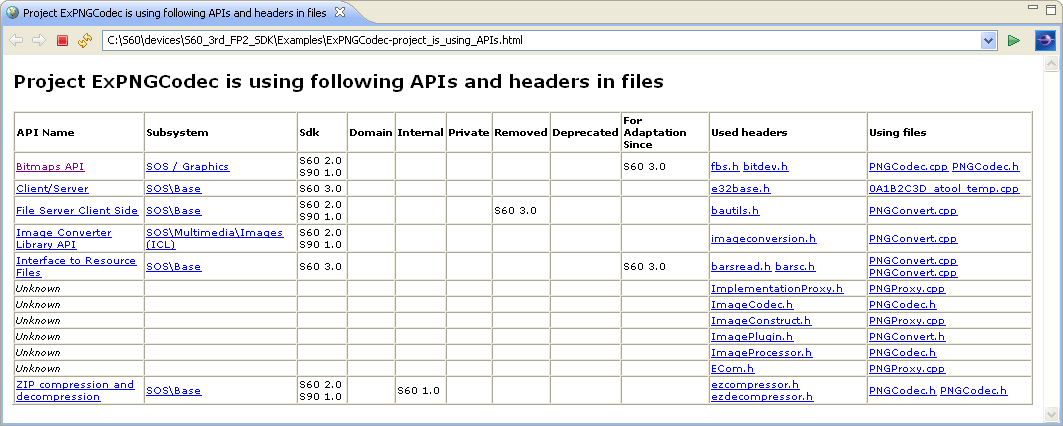 Project ExPNGCodec is using following APIs and headers in files
C:\S60\devices\S60_3rd_FP2_SDK\Examples\ExPNGCodec-project_is_using_APIs.html
Project ExPNGCodec is using following APIs and headers in files
API Name Subsystem Sdk Domain Internal Private Removed Deprecated For Adaptation Since Used headers Using files
Bitmaps API SOS / Graphics S60 2.0 S90 1.0 S60 3.0 fbs.h bitdev.h PNGCodec.cpp PNGCodec.h
Client/Server SOS\Base S60 3.0 e32base.h 0A1B2C3D_atool_temp.cpp
File Server Client Side SOS\Base S60 2.0 S90 1.0 S60 3.0 bautils.h PNGConvert.cpp
Image Converter Library API SOS\Multimedia\Images (ICL) S60 2.0 S90 1.0 imageconversion.h PNGConvert.cpp
Interface to Resource Files SOS\Base S60 3.0 S60 3.0 barsread.h barsc.h PNGConvert.cpp PNGConvert.cpp
Unknown ImplementationProxy.h PNGProxy.cpp
Unknown ImageCodec.h PNGCodec.h
Unknown ImageConstruct.h PNGProxy.cpp
Unknown ImagePlugin.h PNGConvert.h
Unknown ImageProcessor.h PNGCodec.h
Unknown ECom.h PNGProxy.cpp
ZIP compression and decompression SOS\Base S60 2.0 S90 1.0 S60 1.0 ezcompressor.h ezdecompressor.h PNGCodec.h PNGCodec.h